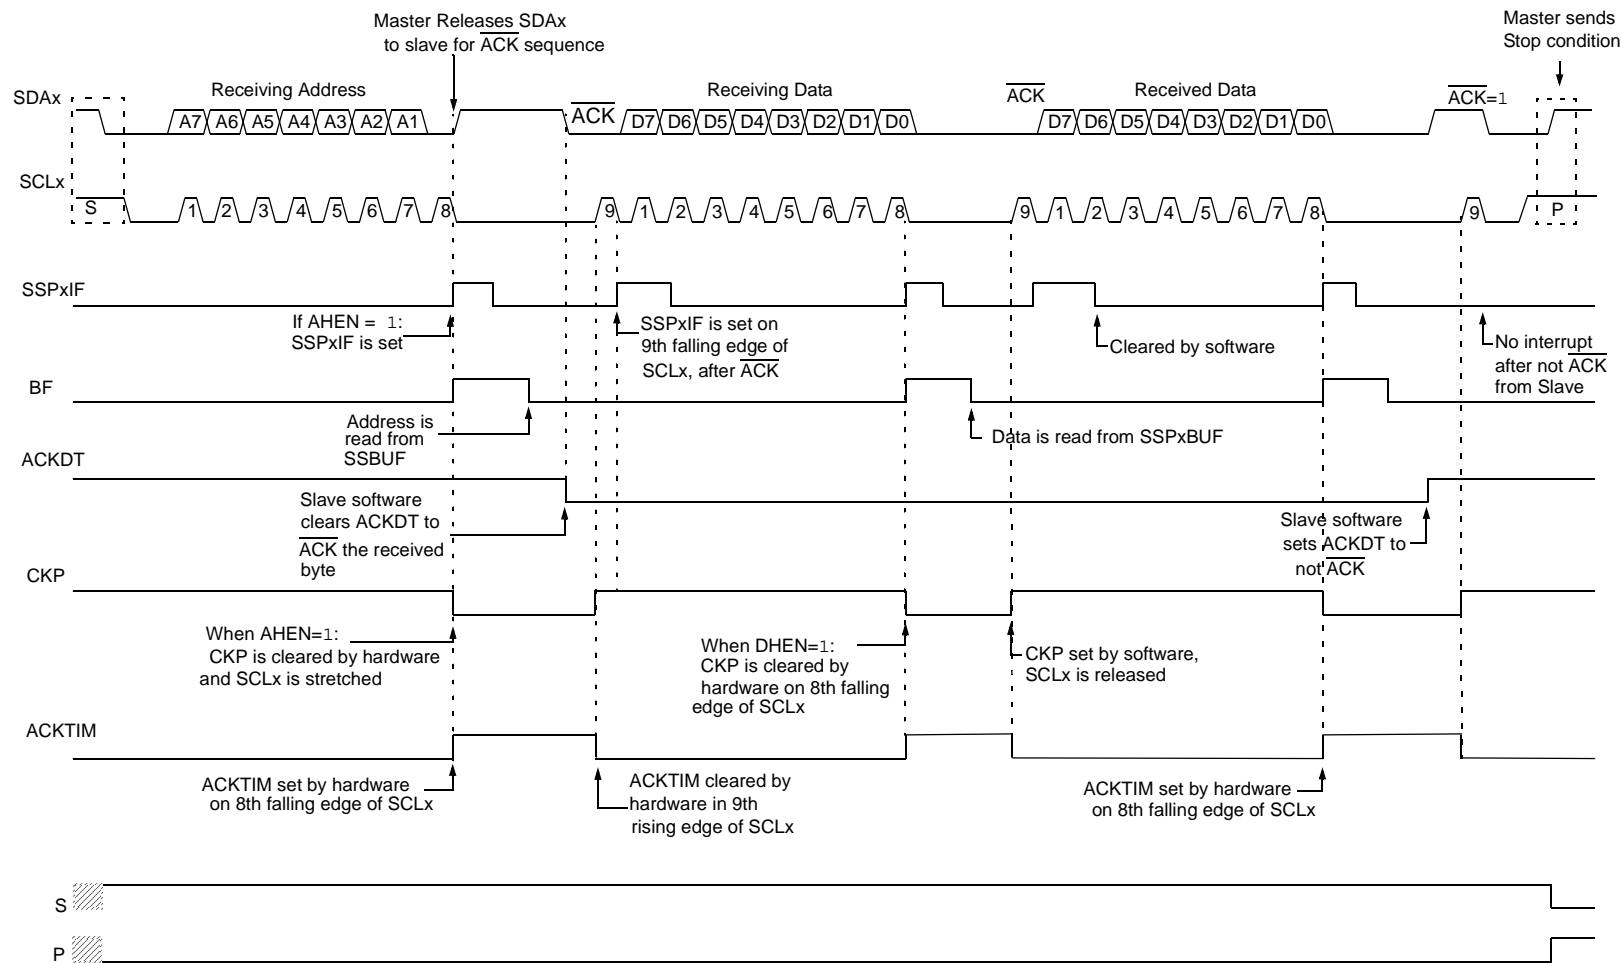 Master Releases SDAx
to slave for ACK sequence
Master sends
Stop condition
Receiving Address
Receiving Data
Received Data
SDAx
A7 A6 A5 A4 A3 A2 A1
ACK
D7 D6 D5 D4 D3 D2 D1 D0
ACK
D7 D6 D5 D4 D3 D2 D1 D0
ACK=1
SCLx
S
1 2 3 4 5 6 7 8
9 1 2 3 4 5 6 7 8
9 1 2 3 4 5 6 7 8
9
P
SSPxIF
If AHEN = 1:
SSPxIF is set
SSPxIF is set on
9th falling edge of
SCLx, after ACK
Cleared by software
No interrupt
after not ACK
from Slave
BF
Address is
read from
SSBUF
Data is read from SSPxBUF
ACKDT
Slave software
clears ACKDT to
ACK the received
byte
Slave software
sets ACKDT to
not ACK
CKP
When AHEN=1:
CKP is cleared by hardware
and SCLx is stretched
When DHEN=1:
CKP is cleared by
hardware on 8th falling
edge of SCLx
CKP set by software,
SCLx is released
ACKTIM
ACKTIM set by hardware
on 8th falling edge of SCLx
ACKTIM cleared by
hardware in 9th
rising edge of SCLx
ACKTIM set by hardware
on 8th falling edge of SCLx
S
P